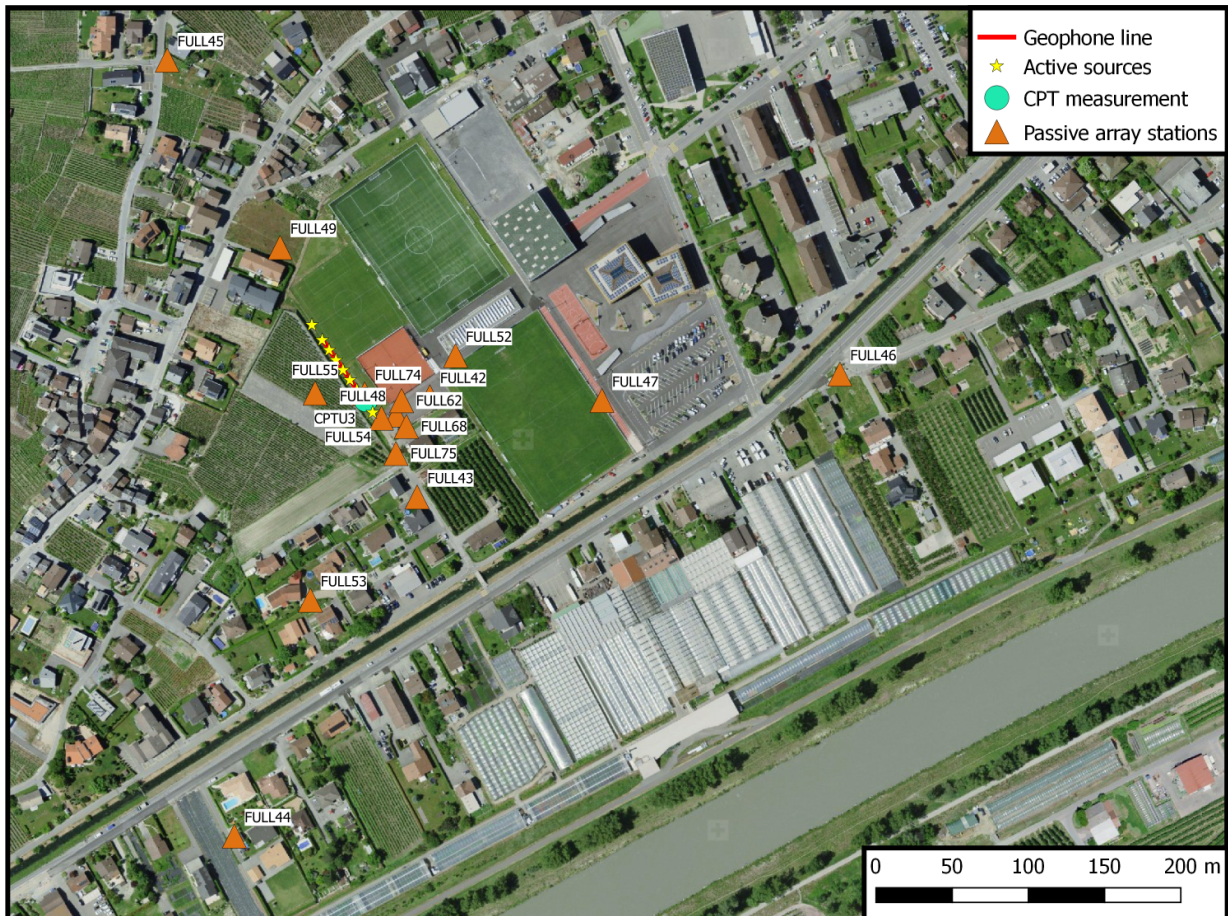 FULL45
Geophone line
Active sources
CPT measurement
Passive array stations
FULL49
FULL52
FULL46
FULL55
FULL74
FULL42
FULL47
FULL48
FULL62
CPTU3
FULL54
FULL68
FULL75
FULL43
FULL53
FULL44
0 50 100 150 200 m